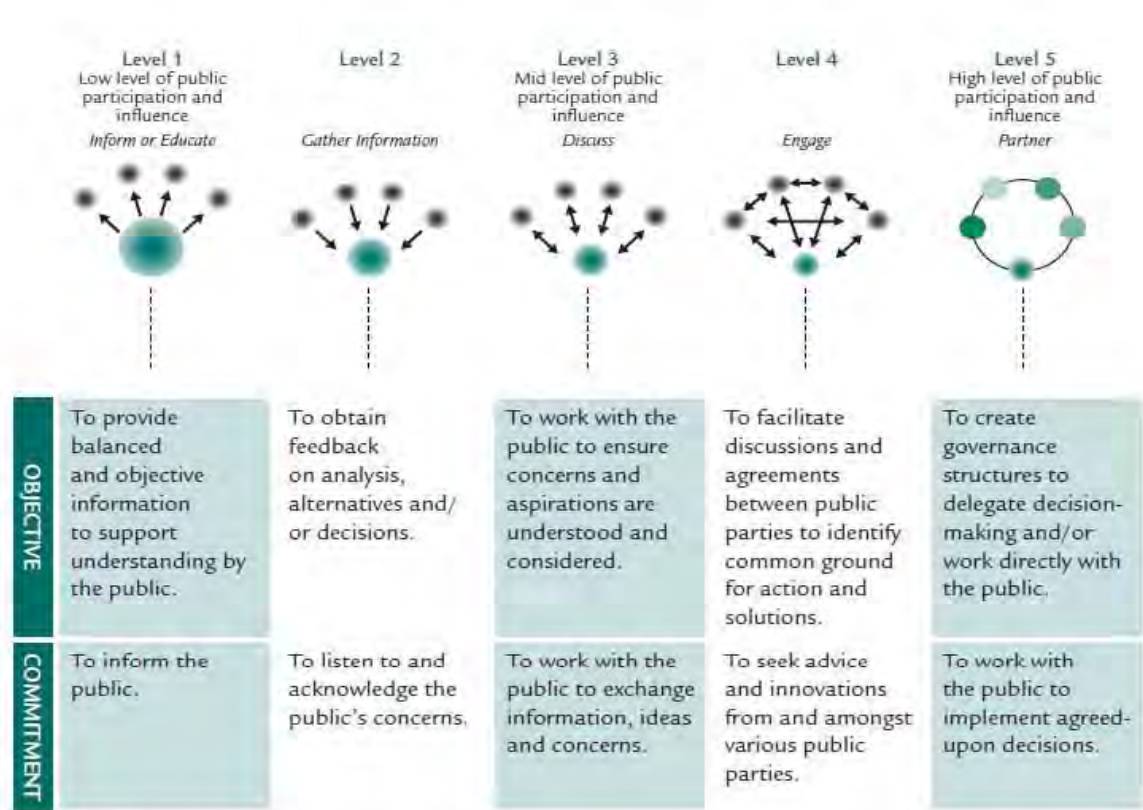 Level 1
Low level of public
participation and
influence
Inform or Educate
Level 2
Gather Information
Level 3
Mid level of public
participation and
influence
Discuss
Level 4
Engage
Level 5
High level of public
participation and
influence
Partner
OBJECTIVE
To provide
balanced
and objective
information
to support
understanding by
the public.
To obtain
feedback
on analysis,
alternatives and/
or decisions.
To work with the
public to ensure
concerns and
aspirations are
understood and
considered.
To facilitate
discussions and
agreements
between public
parties to identify
common ground
for action and
solutions.
To create
governance
structures to
delegate decision-
making and/or
work directly with
the public.
COMMITMENT
To inform the
public.
To listen to and
acknowledge the
public's concerns.
To work with the
public to exchange
information, ideas
and concerns.
To seek advice
and innovations
from and amongst
various public
parties.
To work with
the public to
implement agreed-
upon decisions.